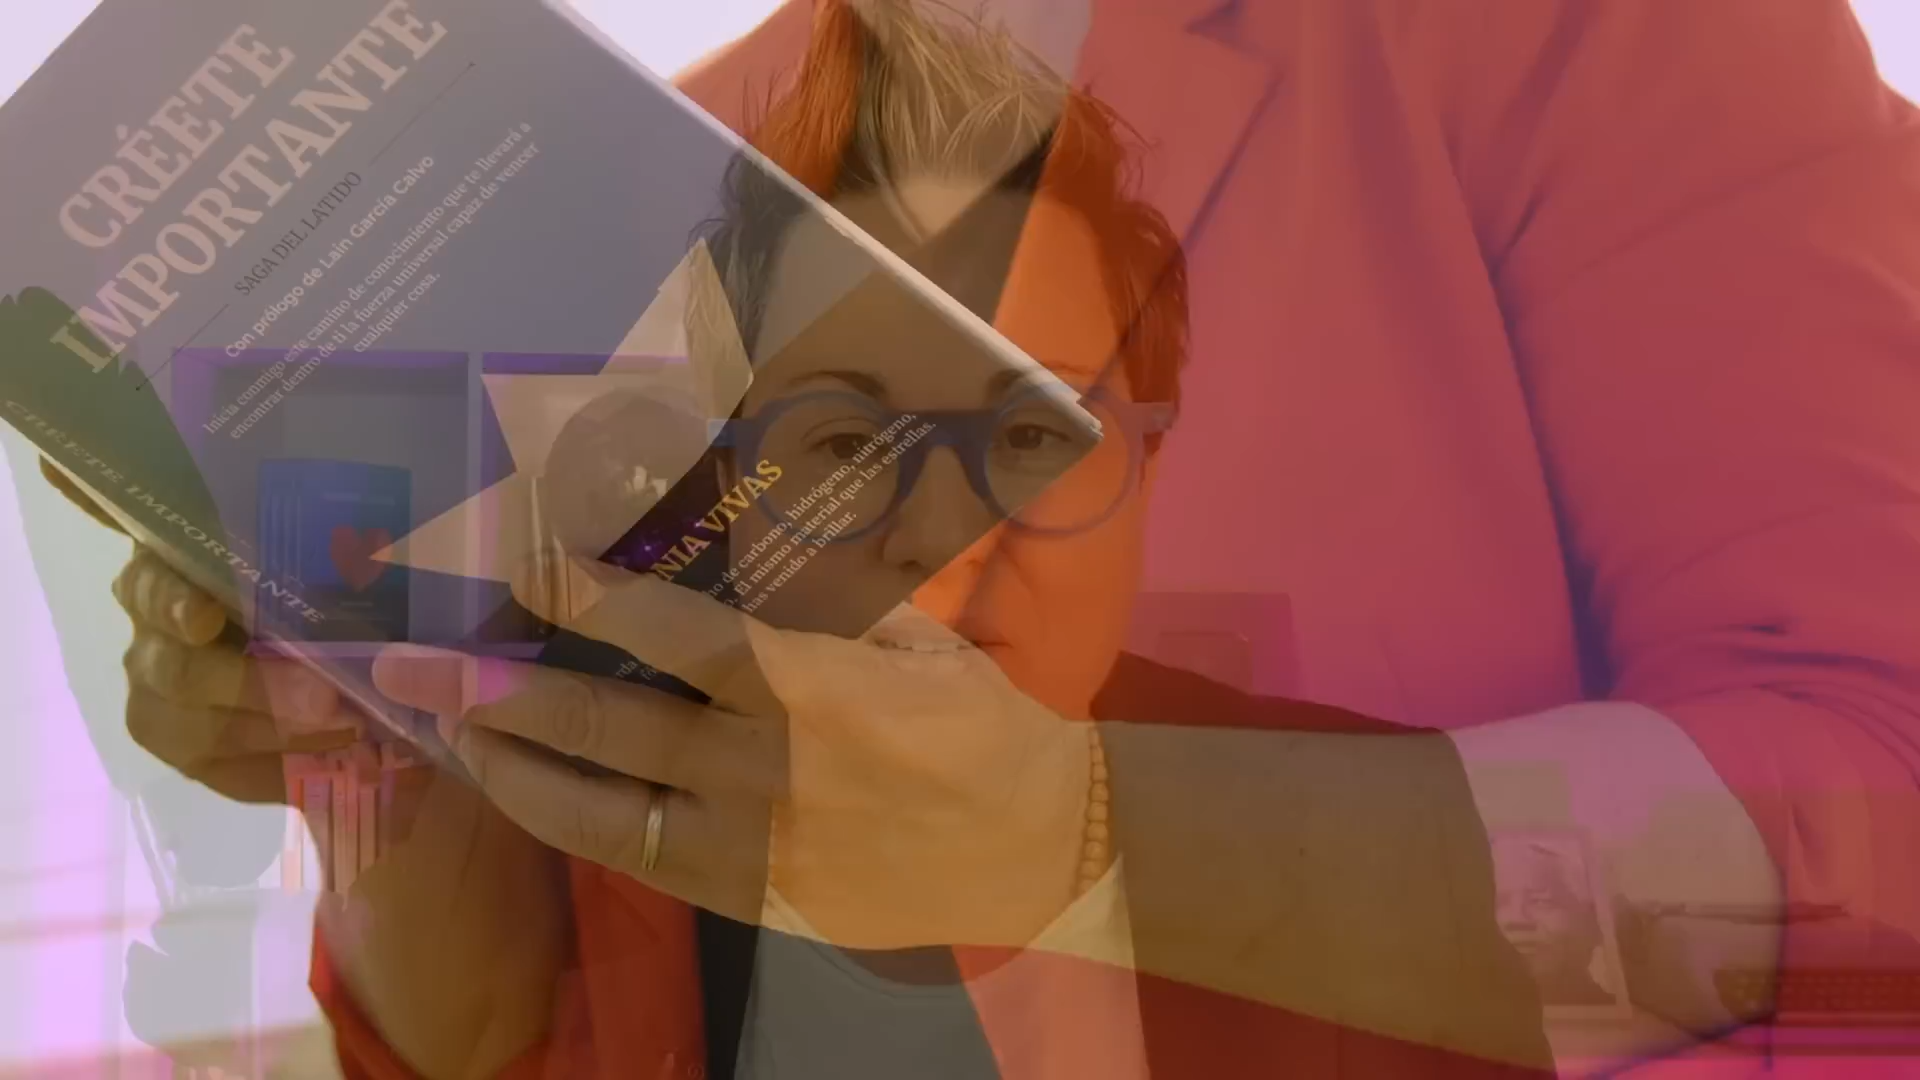 CRÉETE
IMPORTANTE
SAGA DEL LATIDO
Con prólogo de Laín García Calvo
Inicia conmigo este camino de conocimiento que te llevará a
encontrar dentro de ti la fuerza universal capaz de vencer
cualquier cosa.
CRÉETE IMPORTANTE
NIA VIVAS
de carbono, hidrógeno, nitrógeno,
El mismo material que las estrellas.
has venido a brillar.